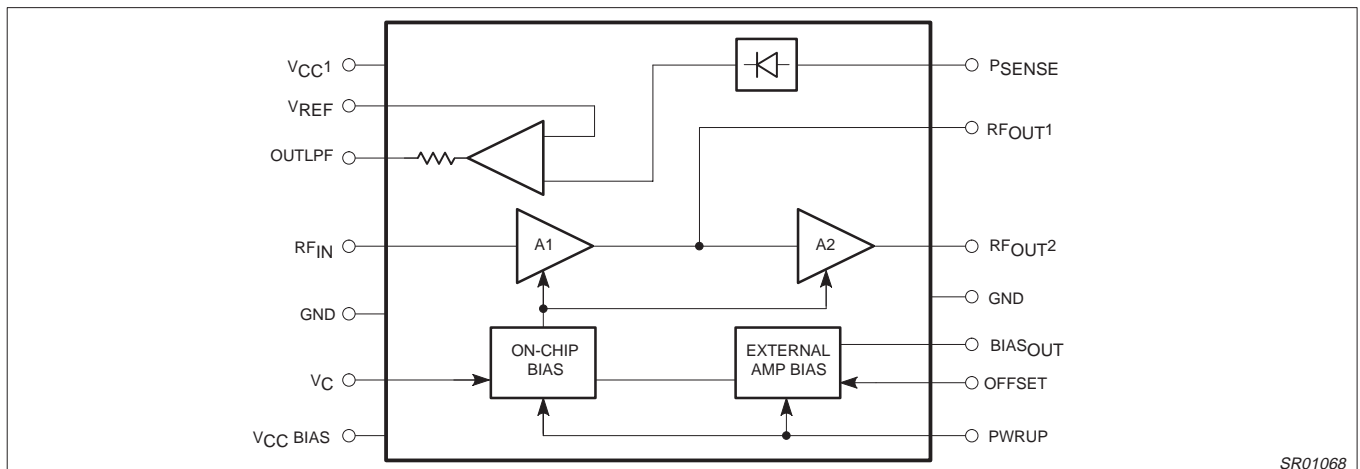 VCC1
VREF
OUTLPF
RFIN
GND
VC
VCC BIAS
A1
A2
ON-CHIP
BIAS
EXTERNAL
AMP BIAS
PSENSE
RFOUT1
RFOUT2
GND
BIASOUT
OFFSET
PWRUP
SR01068